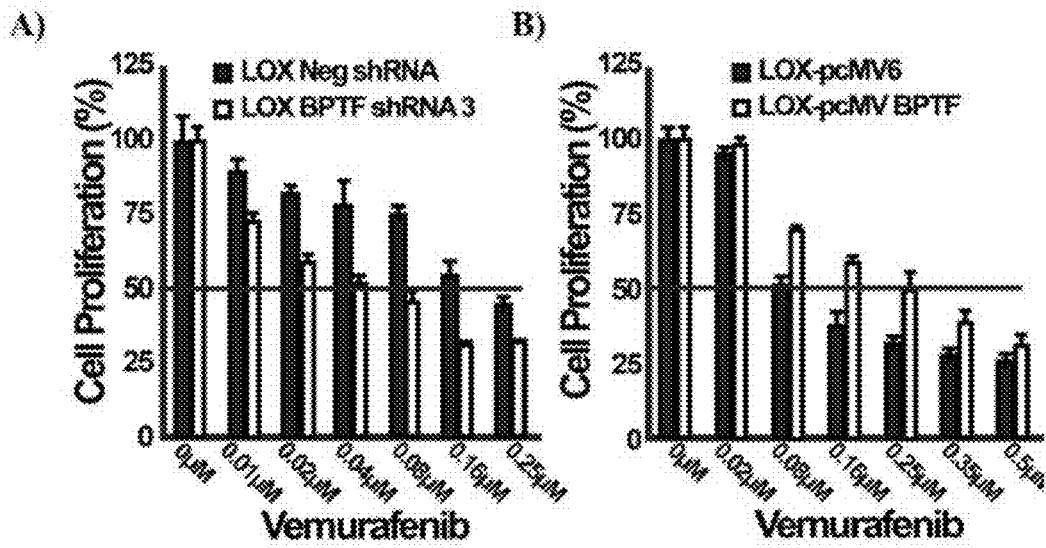 A)
125
100
75
50
25
0
Cell Proliferation (%)
LOX Neg shRNA
LOX BPTF shRNA 3
0µM
0.01µM
0.02µM
0.04µM
0.08µM
0.16µM
0.25µM
Vemurafenib
B)
125
100
75
50
25
0
Cell Proliferation (%)
LOX-pcMV6
LOX-pcMV BPTF
0µM
0.02µM
0.08µM
0.16µM
0.25µM
0.35µM
0.5µM
Vemurafenib